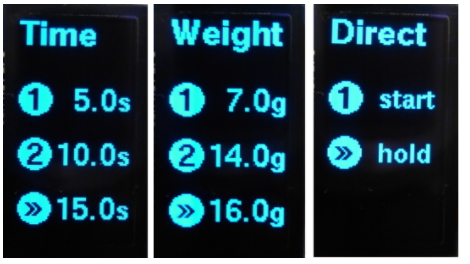 Time
1 5.0s
2 10.0s
» 15.0s
Weight
1 7.0g
2 14.0g
» 16.0g
Direct
1 start
» hold